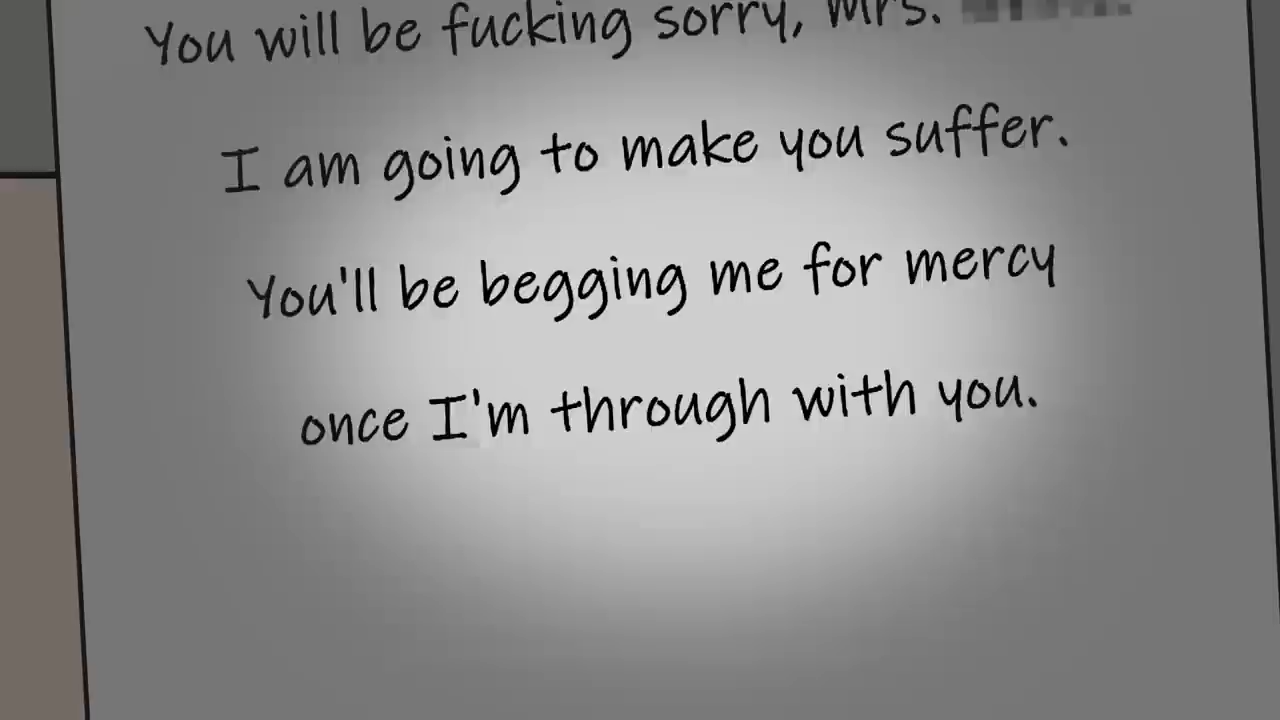 You will be fucking sorry, Mrs.
I am going to make you suffer.
You'll be begging me for mercy
once I'm through with you.